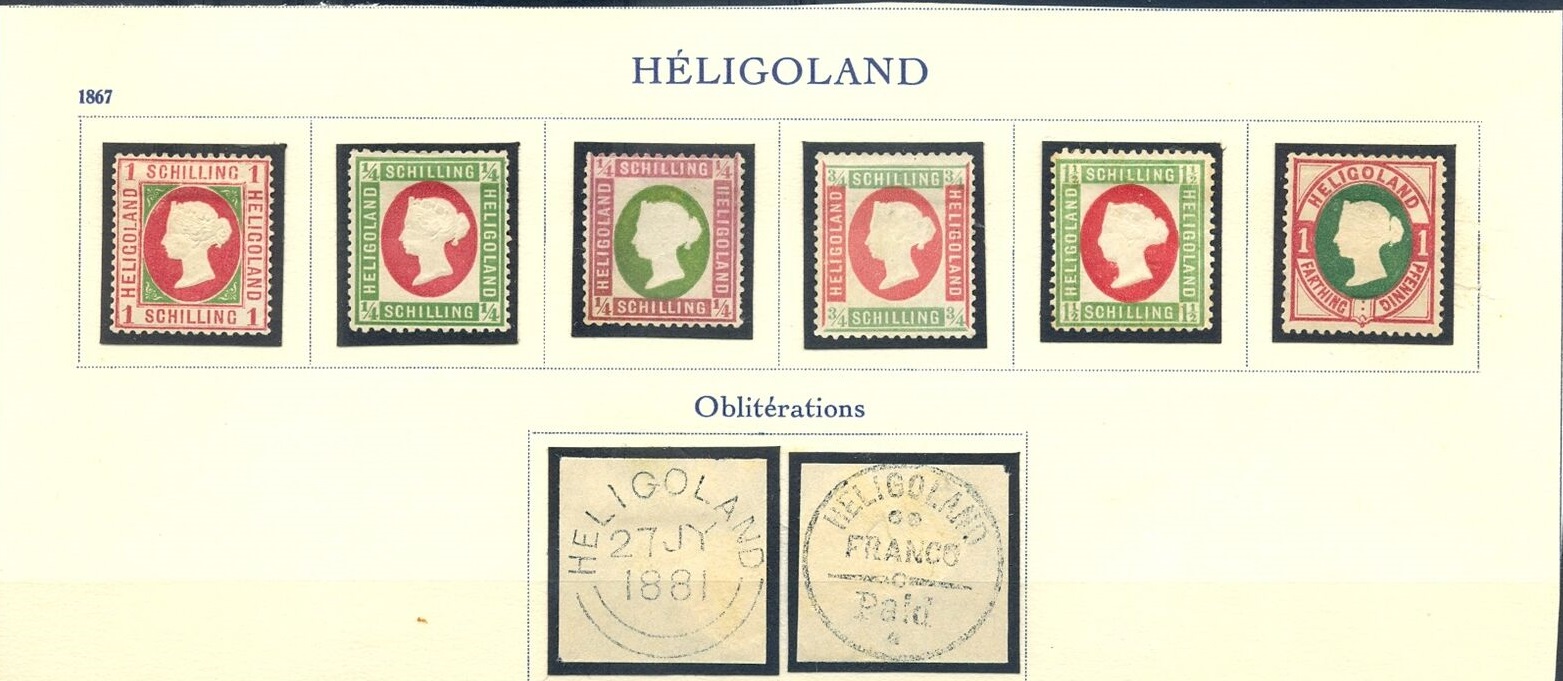 HÉLIGOLAND
1867
1 SCHILLING 1
HELIGOLAND
HELIGOLAND
1 SCHILLING 1
1/4 SCHILLING 1/4
HELIGOLAND
HELIGOLAND
1/4 SCHILLING 1/4
1/4 SCHILLING 1/4
HELIGOLAND
HELIGOLAND
1/4 SCHILLING 1/4
3/4 SCHILLING 3/4
HELIGOLAND
HELIGOLAND
3/4 SCHILLING 3/4
1½ SCHILLING 1½
HELIGOLAND
HELIGOLAND
1½ SCHILLING 1½
HELIGOLAND
1 1
FARTHING PFENNIG
Oblitérations
HELIGOLAND
27 JY
1881
HELIGOLAND
FRANCO
Paid